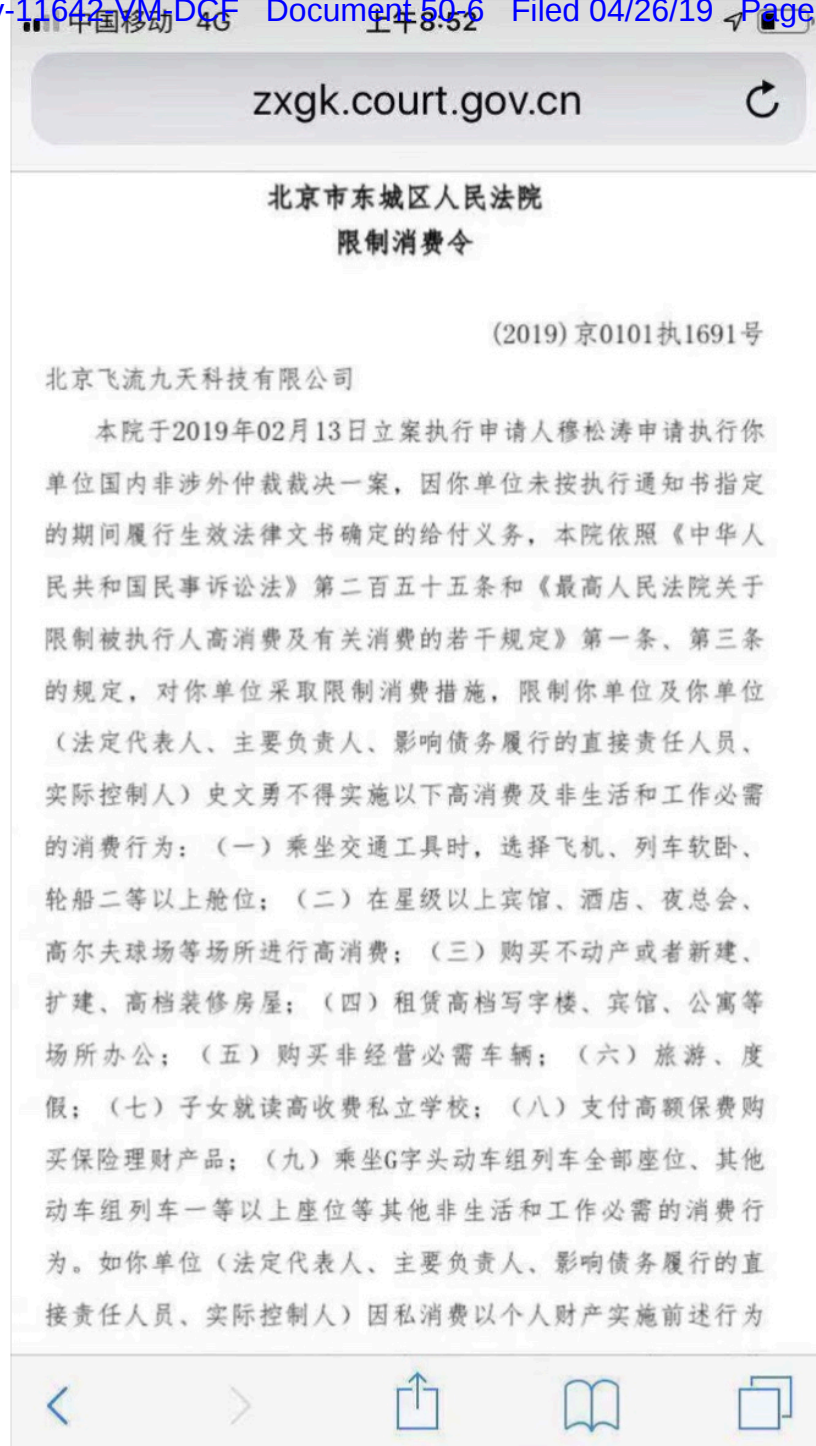 -11642-VM-DCF Document 50-6 Filed 04/26/19 Page
中国移动 4G 上午8:52
zxgk.court.gov.cn
北京市东城区人民法院
限制消费令
(2019)京0101执1691号
北京飞流九天科技有限公司
本院于2019年02月13日立案执行申请人穆松涛申请执行你
单位国内非涉外仲裁裁决一案，因你单位未按执行通知书指定
的期间履行生效法律文书确定的给付义务，本院依照《中华人
民共和国民事诉讼法》第二百五十五条和《最高人民法院关于
限制被执行人高消费及有关消费的若干规定》第一条、第三条
的规定，对你单位采取限制消费措施，限制你单位及你单位
（法定代表人、主要负责人、影响债务履行的直接责任人员、
实际控制人）史文勇不得实施以下高消费及非生活和工作必需
的消费行为：（一）乘坐交通工具时，选择飞机、列车软卧、
轮船二等以上舱位；（二）在星级以上宾馆、酒店、夜总会、
高尔夫球场等场所进行高消费；（三）购买不动产或者新建、
扩建、高档装修房屋；（四）租赁高档写字楼、宾馆、公寓等
场所办公；（五）购买非经营必需车辆；（六）旅游、度
假；（七）子女就读高收费私立学校；（八）支付高额保费购
买保险理财产品；（九）乘坐G字头动车组列车全部座位、其他
动车组列车一等以上座位等其他非生活和工作必需的消费行
为。如你单位（法定代表人、主要负责人、影响债务履行的直
接责任人员、实际控制人）因私消费以个人财产实施前述行为